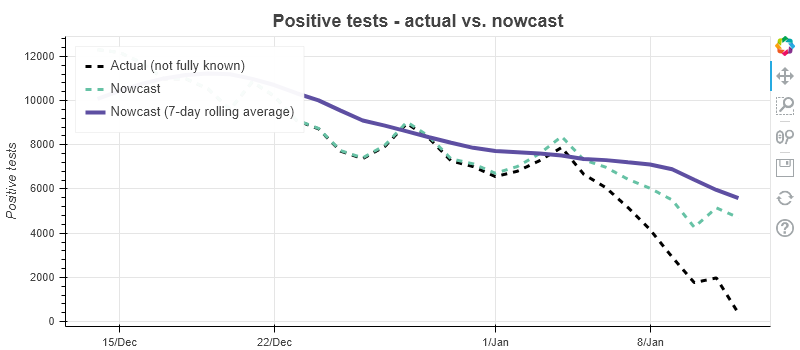 Positive tests - actual vs. nowcast
12000
10000
8000
6000
4000
2000
0
Positive tests
Actual (not fully known)
Nowcast
Nowcast (7-day rolling average)
15/Dec
22/Dec
1/Jan
8/Jan